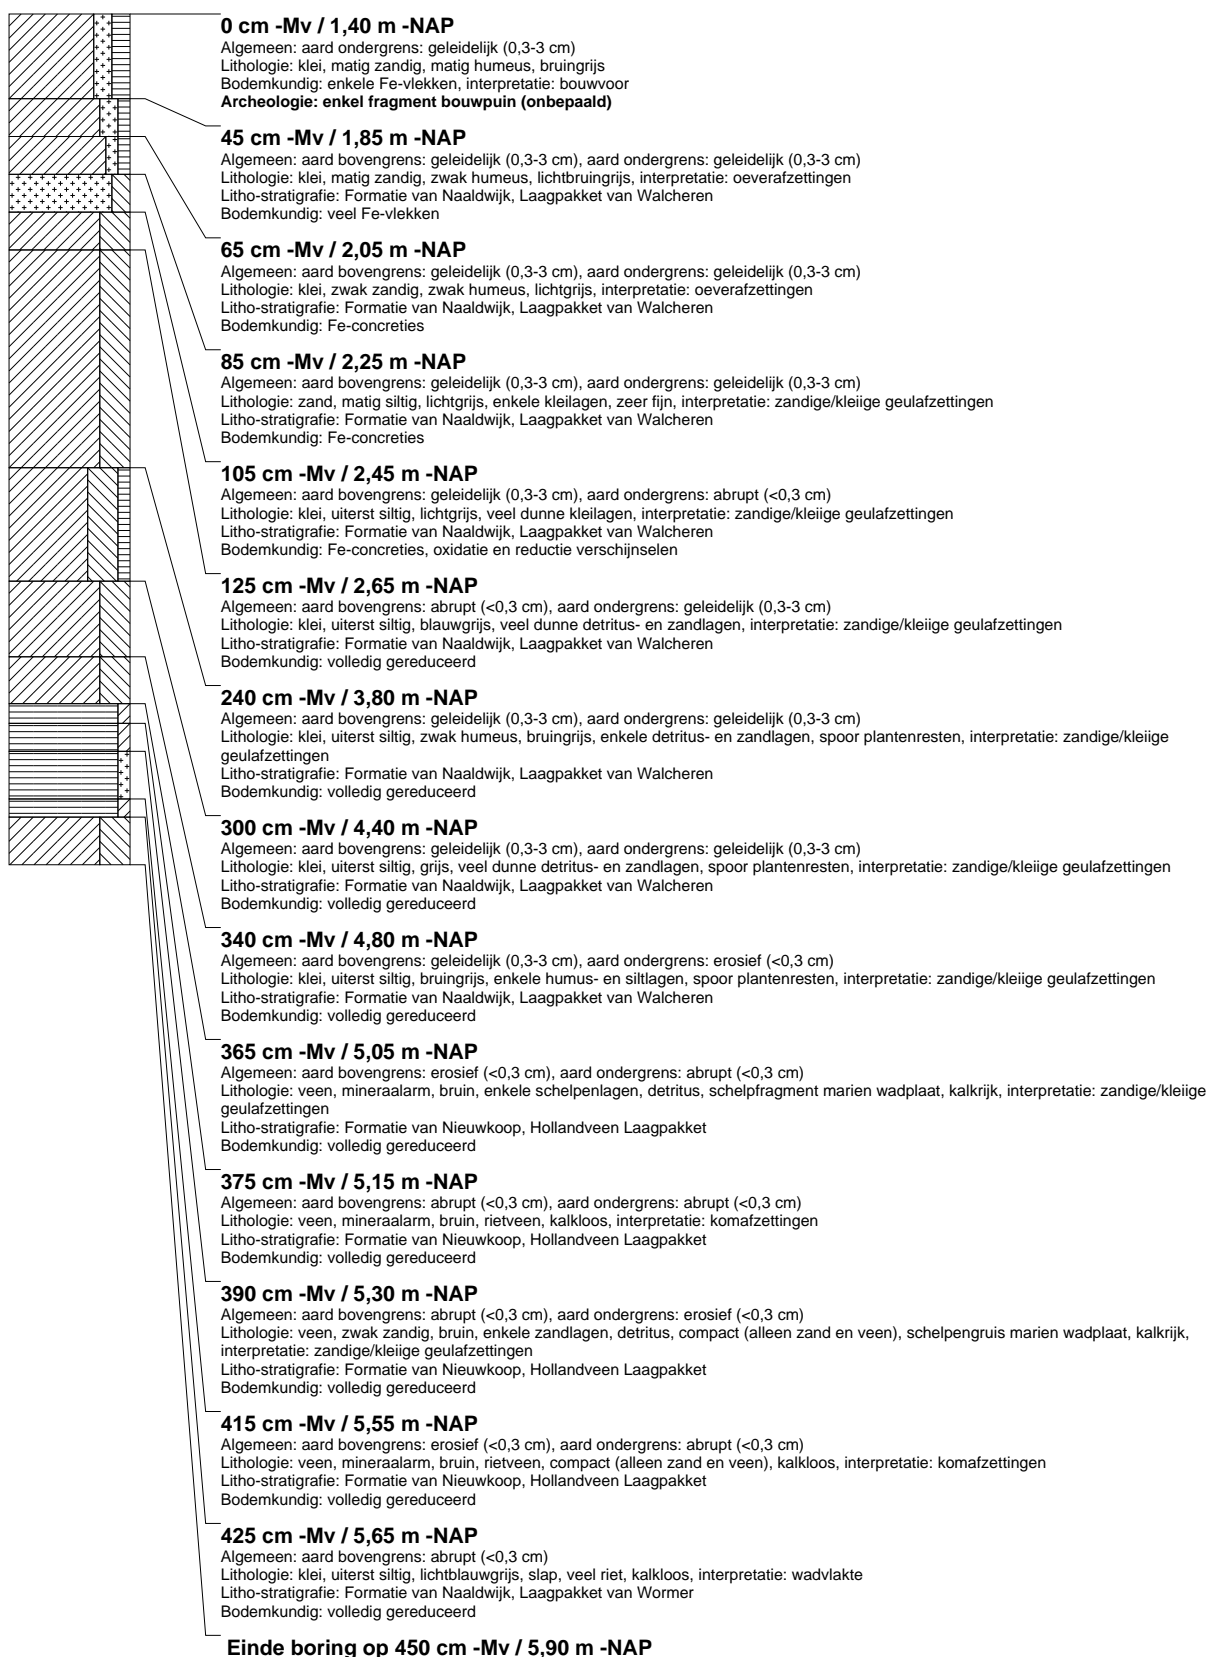 0 cm -Mv / 1,40 m -NAP
Algemeen: aard ondergrens: geleidelijk (0,3-3 cm)
Lithologie: klei, matig zandig, matig humeus, bruingrijs
Bodemkundig: enkele Fe-vlekken, interpretatie: bouwvoor
Archeologie: enkel fragment bouwpuin (onbepaald)
45 cm -Mv / 1,85 m -NAP
Algemeen: aard bovengrens: geleidelijk (0,3-3 cm), aard ondergrens: geleidelijk (0,3-3 cm)
Lithologie: klei, matig zandig, zwak humeus, lichtbruingrijs, interpretatie: oeverafzettingen
Litho-stratigrafie: Formatie van Naaldwijk, Laagpakket van Walcheren
Bodemkundig: veel Fe-vlekken
65 cm -Mv / 2,05 m -NAP
Algemeen: aard bovengrens: geleidelijk (0,3-3 cm), aard ondergrens: geleidelijk (0,3-3 cm)
Lithologie: klei, zwak zandig, zwak humeus, lichtgrijs, interpretatie: oeverafzettingen
Litho-stratigrafie: Formatie van Naaldwijk, Laagpakket van Walcheren
Bodemkundig: Fe-concreties
85 cm -Mv / 2,25 m -NAP
Algemeen: aard bovengrens: geleidelijk (0,3-3 cm), aard ondergrens: geleidelijk (0,3-3 cm)
Lithologie: zand, matig siltig, lichtgrijs, enkele kleilagen, zeer fijn, interpretatie: zandige/kleiige geulafzettingen
Litho-stratigrafie: Formatie van Naaldwijk, Laagpakket van Walcheren
Bodemkundig: Fe-concreties
105 cm -Mv / 2,45 m -NAP
Algemeen: aard bovengrens: geleidelijk (0,3-3 cm), aard ondergrens: abrupt (<0,3 cm)
Lithologie: klei, uiterst siltig, lichtgrijs, veel dunne kleilagen, interpretatie: zandige/kleiige geulafzettingen
Litho-stratigrafie: Formatie van Naaldwijk, Laagpakket van Walcheren
Bodemkundig: Fe-concreties, oxidatie en reductie verschijnselen
125 cm -Mv / 2,65 m -NAP
Algemeen: aard bovengrens: abrupt (<0,3 cm), aard ondergrens: geleidelijk (0,3-3 cm)
Lithologie: klei, uiterst siltig, blauwgrijs, veel dunne detritus- en zandlagen, interpretatie: zandige/kleiige geulafzettingen
Litho-stratigrafie: Formatie van Naaldwijk, Laagpakket van Walcheren
Bodemkundig: volledig gereduceerd
240 cm -Mv / 3,80 m -NAP
Algemeen: aard bovengrens: geleidelijk (0,3-3 cm), aard ondergrens: geleidelijk (0,3-3 cm)
Lithologie: klei, uiterst siltig, zwak humeus, bruingrijs, enkele detritus- en zandlagen, spoor plantenresten, interpretatie: zandige/kleiige
geulafzettingen
Litho-stratigrafie: Formatie van Naaldwijk, Laagpakket van Walcheren
Bodemkundig: volledig gereduceerd
300 cm -Mv / 4,40 m -NAP
Algemeen: aard bovengrens: geleidelijk (0,3-3 cm), aard ondergrens: geleidelijk (0,3-3 cm)
Lithologie: klei, uiterst siltig, grijs, veel dunne detritus- en zandlagen, spoor plantenresten, interpretatie: zandige/kleiige geulafzettingen
Litho-stratigrafie: Formatie van Naaldwijk, Laagpakket van Walcheren
Bodemkundig: volledig gereduceerd
340 cm -Mv / 4,80 m -NAP
Algemeen: aard bovengrens: geleidelijk (0,3-3 cm), aard ondergrens: erosief (<0,3 cm)
Lithologie: klei, uiterst siltig, bruingrijs, enkele humus- en siltlagen, spoor plantenresten, interpretatie: zandige/kleiige geulafzettingen
Litho-stratigrafie: Formatie van Naaldwijk, Laagpakket van Walcheren
Bodemkundig: volledig gereduceerd
365 cm -Mv / 5,05 m -NAP
Algemeen: aard bovengrens: erosief (<0,3 cm), aard ondergrens: abrupt (<0,3 cm)
Lithologie: veen, mineraalarm, bruin, enkele schelpenlagen, detritus, schelpfragment marien wadplaat, kalkrijk, interpretatie: zandige/kleiige
geulafzettingen
Litho-stratigrafie: Formatie van Nieuwkoop, Hollandveen Laagpakket
Bodemkundig: volledig gereduceerd
375 cm -Mv / 5,15 m -NAP
Algemeen: aard bovengrens: abrupt (<0,3 cm), aard ondergrens: abrupt (<0,3 cm)
Lithologie: veen, mineraalarm, bruin, rietveen, kalkloos, interpretatie: komafzettingen
Litho-stratigrafie: Formatie van Nieuwkoop, Hollandveen Laagpakket
Bodemkundig: volledig gereduceerd
390 cm -Mv / 5,30 m -NAP
Algemeen: aard bovengrens: abrupt (<0,3 cm), aard ondergrens: erosief (<0,3 cm)
Lithologie: veen, zwak zandig, bruin, enkele zandlagen, detritus, compact (alleen zand en veen), schelpengruis marien wadplaat, kalkrijk,
interpretatie: zandige/kleiige geulafzettingen
Litho-stratigrafie: Formatie van Nieuwkoop, Hollandveen Laagpakket
Bodemkundig: volledig gereduceerd
415 cm -Mv / 5,55 m -NAP
Algemeen: aard bovengrens: erosief (<0,3 cm), aard ondergrens: abrupt (<0,3 cm)
Lithologie: veen, mineraalarm, bruin, rietveen, compact (alleen zand en veen), kalkloos, interpretatie: komafzettingen
Litho-stratigrafie: Formatie van Nieuwkoop, Hollandveen Laagpakket
Bodemkundig: volledig gereduceerd
425 cm -Mv / 5,65 m -NAP
Algemeen: aard bovengrens: abrupt (<0,3 cm)
Lithologie: klei, uiterst siltig, lichtblauwgrijs, slap, veel riet, kalkloos, interpretatie: wadvlakte
Litho-stratigrafie: Formatie van Naaldwijk, Laagpakket van Wormer
Bodemkundig: volledig gereduceerd
Einde boring op 450 cm -Mv / 5,90 m -NAP